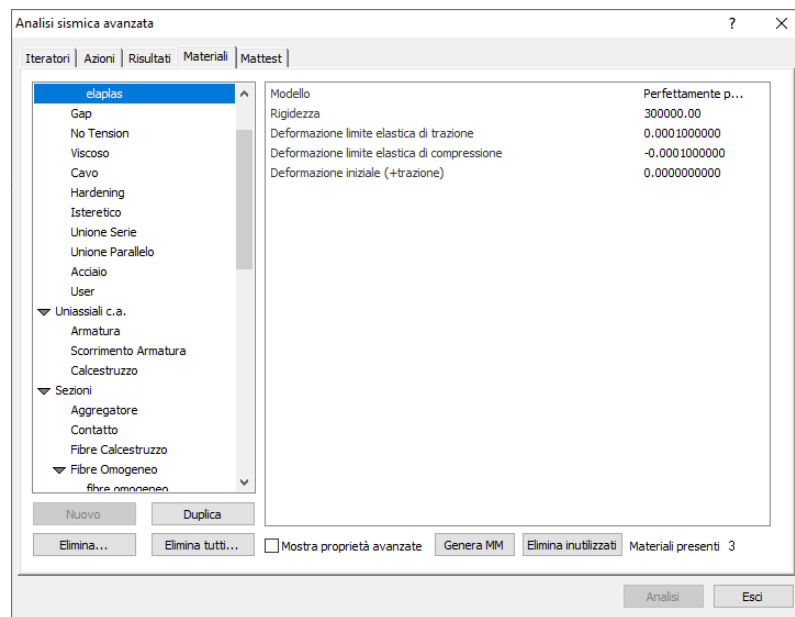 Analisi sismica avanzata ? ×
Iteratori Azioni Risultati Materiali Mattest
elaplas
Gap
No Tension
Viscoso
Cavo
Hardening
Isteretico
Unione Serie
Unione Parallelo
Acciaio
User
Uniassiali c.a.
Armatura
Scorrimento Armatura
Calcestruzzo
Sezioni
Aggregatore
Contatto
Fibre Calcestruzzo
Fibre Omogeneo
fibre omogeneo
Modello Perfettamente p...
Rigidezza 300000.00
Deformazione limite elastica di trazione 0.0001000000
Deformazione limite elastica di compressione -0.0001000000
Deformazione iniziale (+trazione) 0.0000000000
Nuovo Duplica
Elimina... Elimina tutti... Mostra proprietà avanzate Genera MM Elimina inutilizzati Materiali presenti 3
Analisi Esci